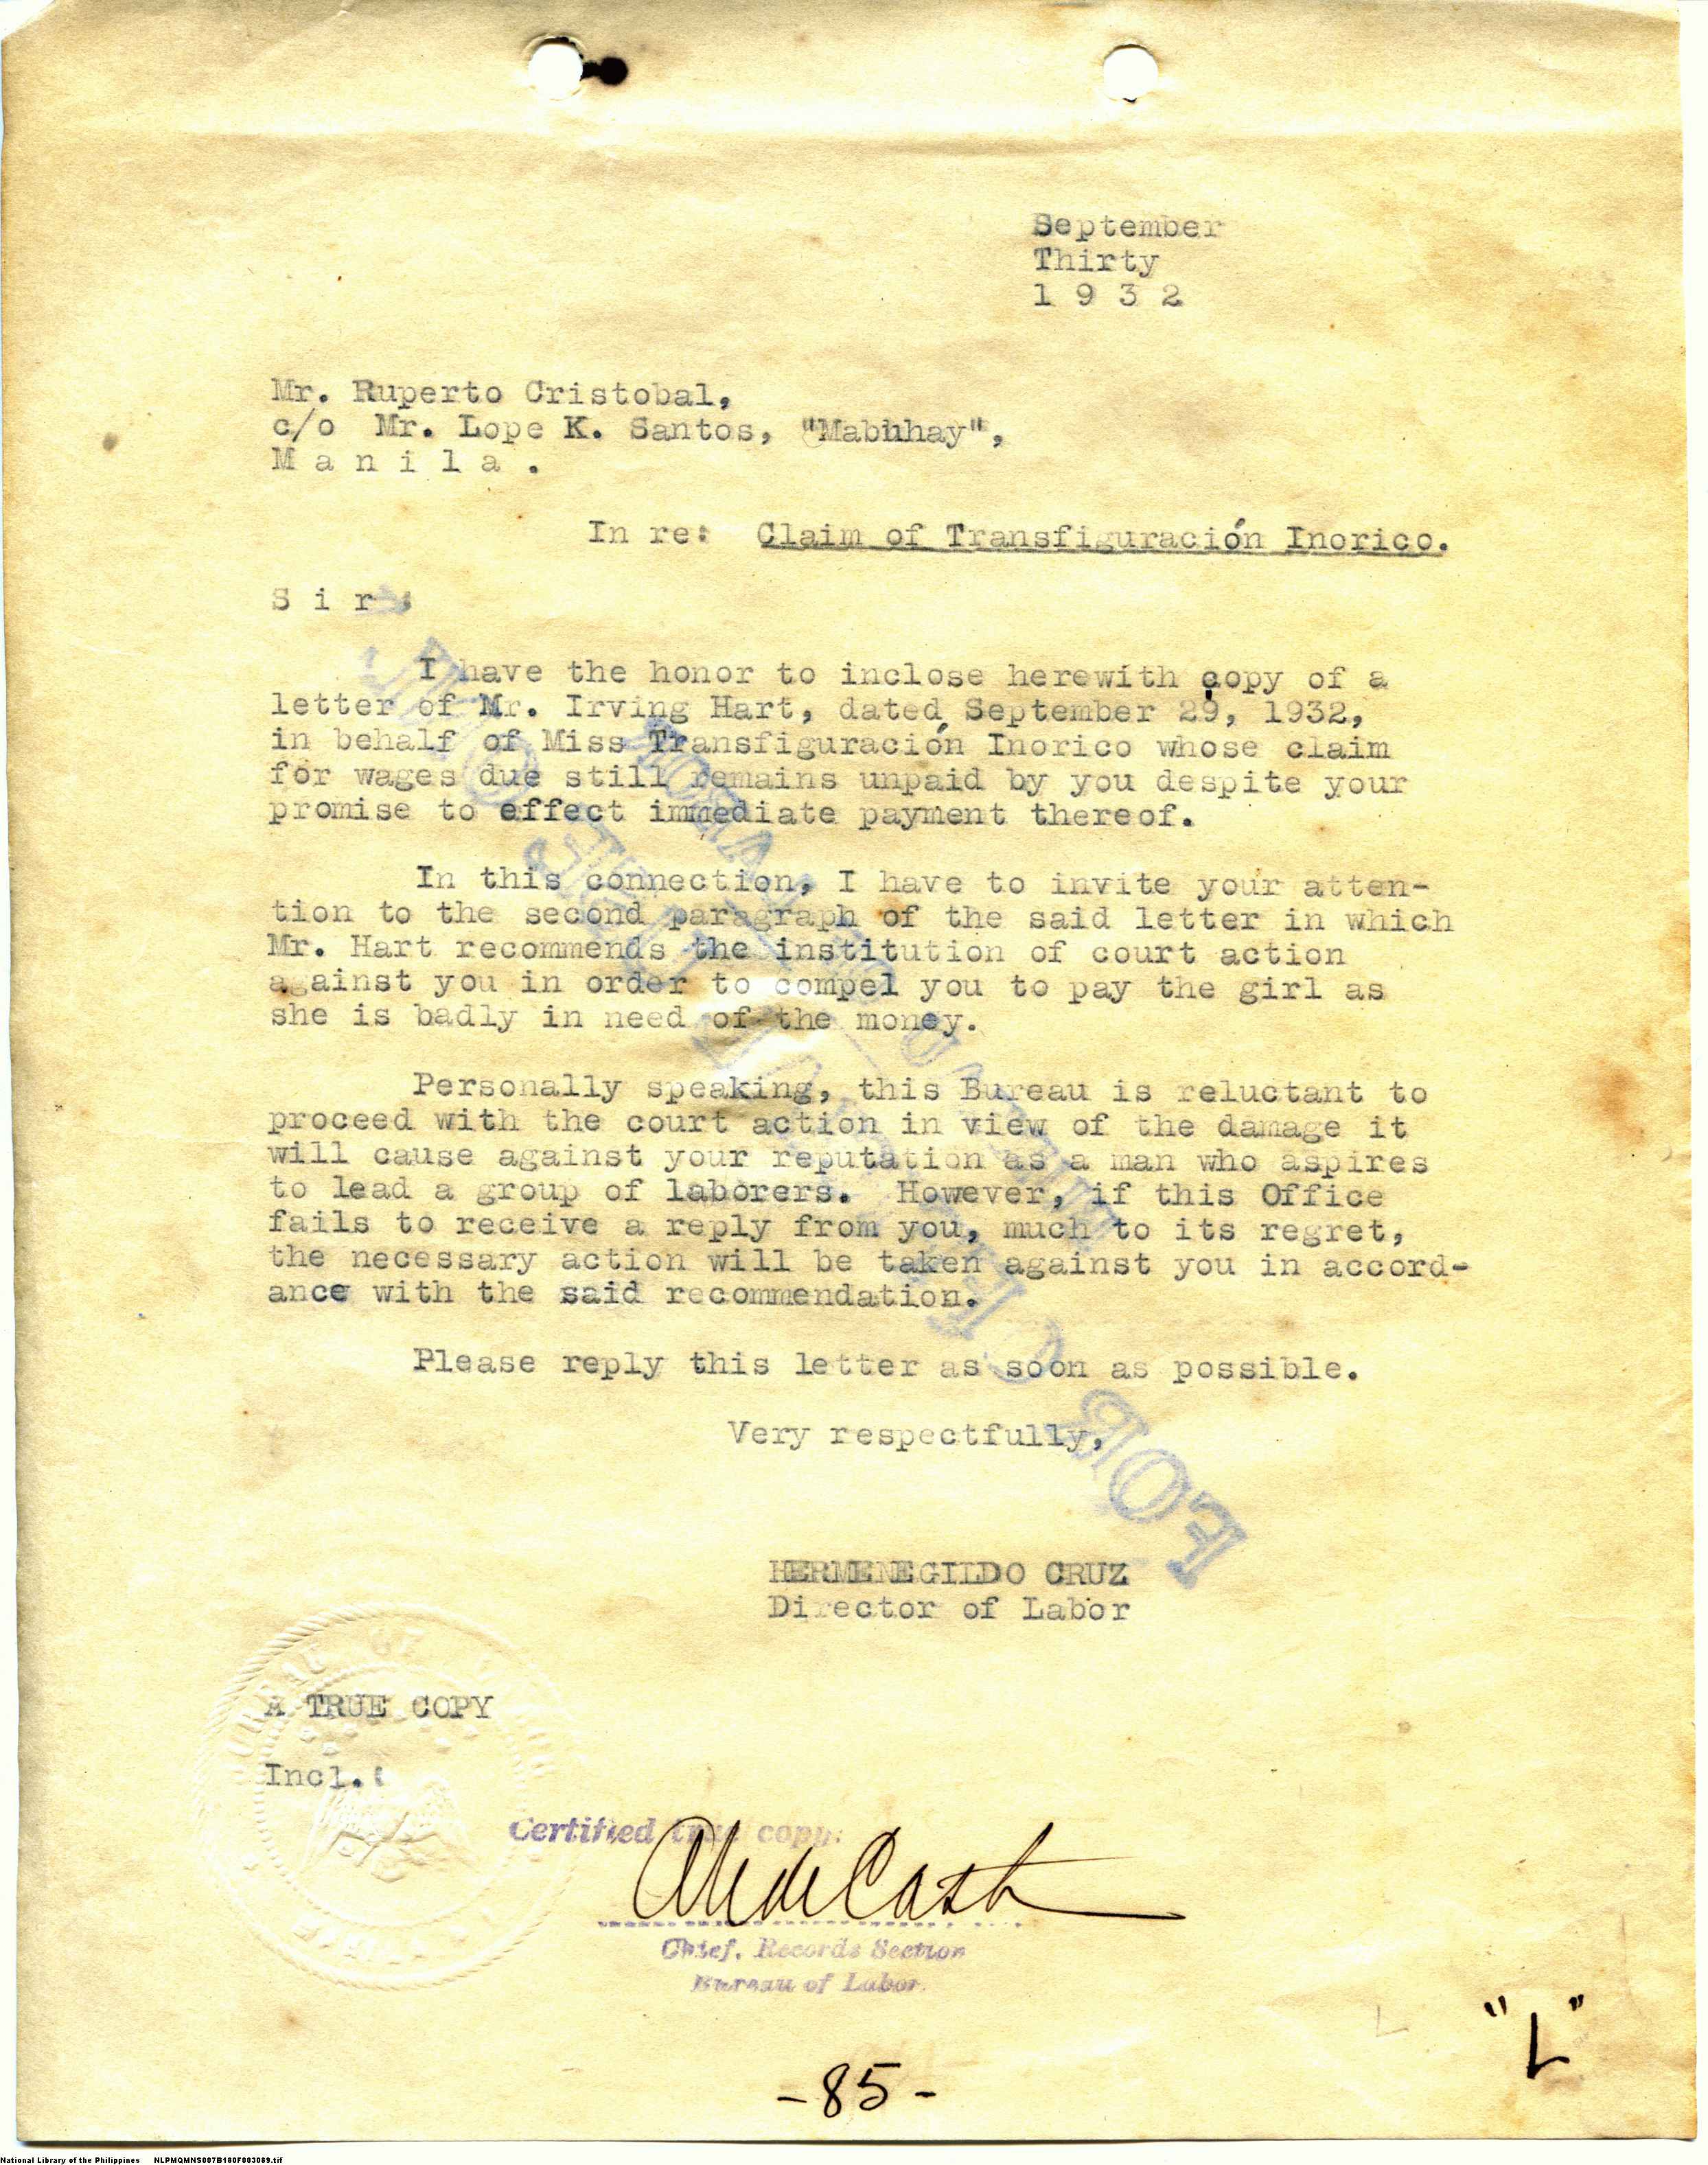 September
Thirty
1 9 3 2
Mr. Ruperto Cristobal,
c/o Mr. Lope K. Santos, "Mabuhay",
M a n i l a .
In re: Claim of Transfiguración Inorico.
S i r :
I have the honor to inclose herewith copy of a
letter of Mr. Irving Hart, dated September 29, 1932,
in behalf of Miss Transfiguración Inorico whose claim
for wages due still remains unpaid by you despite your
promise to effect immediate payment thereof.
In this connection, I have to invite your atten-
tion to the second paragraph of the said letter in which
Mr. Hart recommends the institution of court action
against you in order to compel you to pay the girl as
she is badly in need of the money.
Personally speaking, this Bureau is reluctant to
proceed with the court action in view of the damage it
will cause against your reputation as a man who aspires
to lead a group of laborers. However, if this Office
fails to receive a reply from you, much to its regret,
the necessary action will be taken against you in accord-
ance with the said recommendation.
Please reply this letter as soon as possible.
Very respectfully,
HERMENEGILDO CRUZ
Director of Labor
A TRUE COPY
Incl.:
Certified true copy:
Chief, Records Section
Bureau of Labor
"L"
-85-
National Library of the Philippines NLPMQMNS007B180F003089.tif